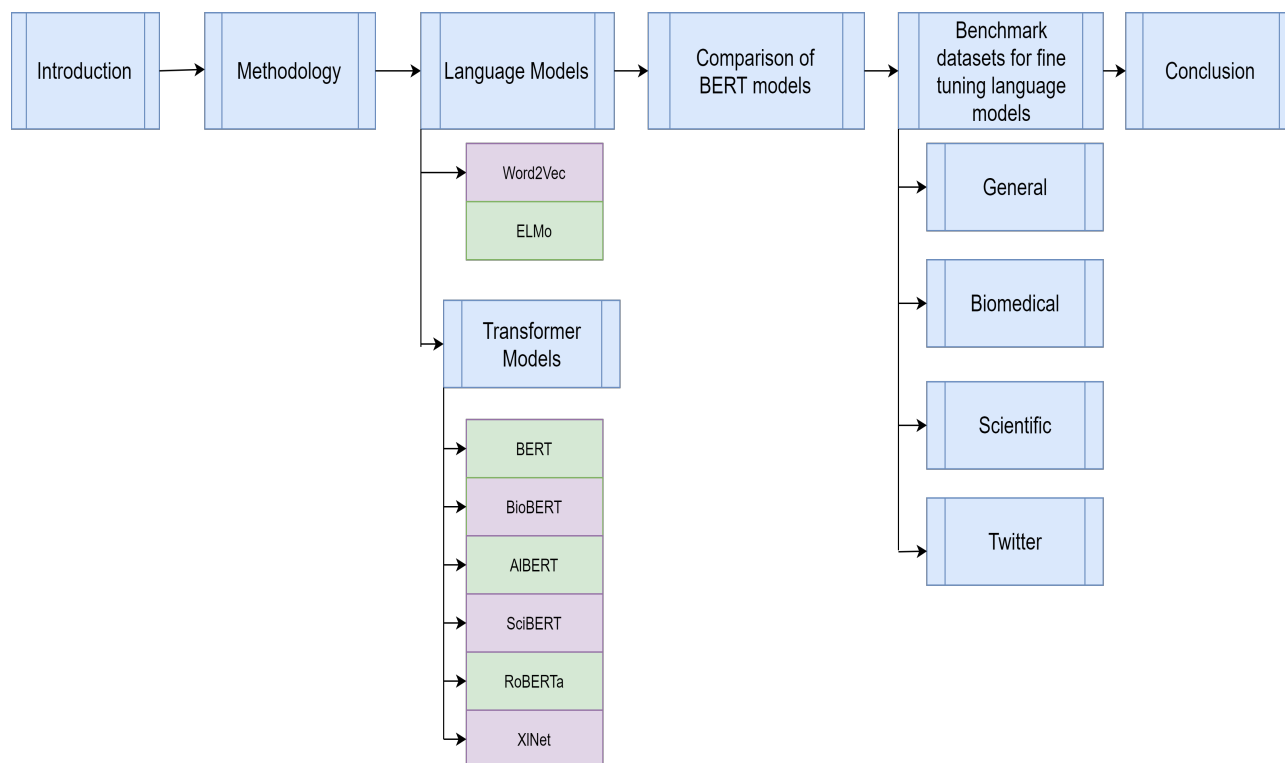 Introduction
Methodology
Language Models
Comparison of
BERT models
Benchmark
datasets for fine
tuning language
models
Conclusion
Word2Vec
ELMo
Transformer
Models
BERT
BioBERT
AlBERT
SciBERT
RoBERTa
XlNet
General
Biomedical
Scientific
Twitter